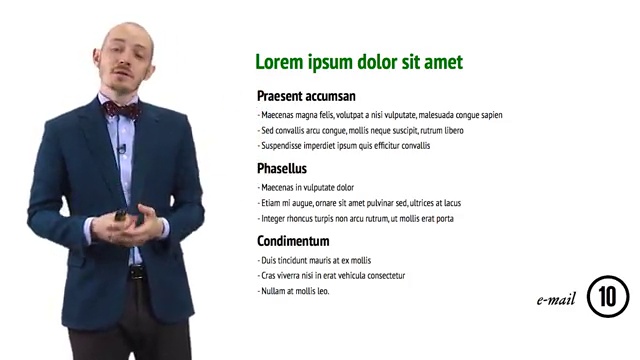 Lorem ipsum dolor sit amet
Praesent accumsan
- Maecenas magna felis, volutpat a nisi vulputate, malesuada congue sapien
- Sed convallis arcu congue, mollis neque suscipit, rutrum libero
- Suspendisse imperdiet ipsum quis efficitur convallis
Phasellus
- Maecenas in vulputate dolor
- Etiam mi augue, ornare sit amet pulvinar sed, ultrices at lacus
- Integer rhoncus turpis non arcu rutrum, ut mollis erat porta
Condimentum
- Duis tincidunt mauris at ex mollis
- Cras viverra nisi in erat vehicula consectetur
- Nullam at mollis leo.
e-mail 10